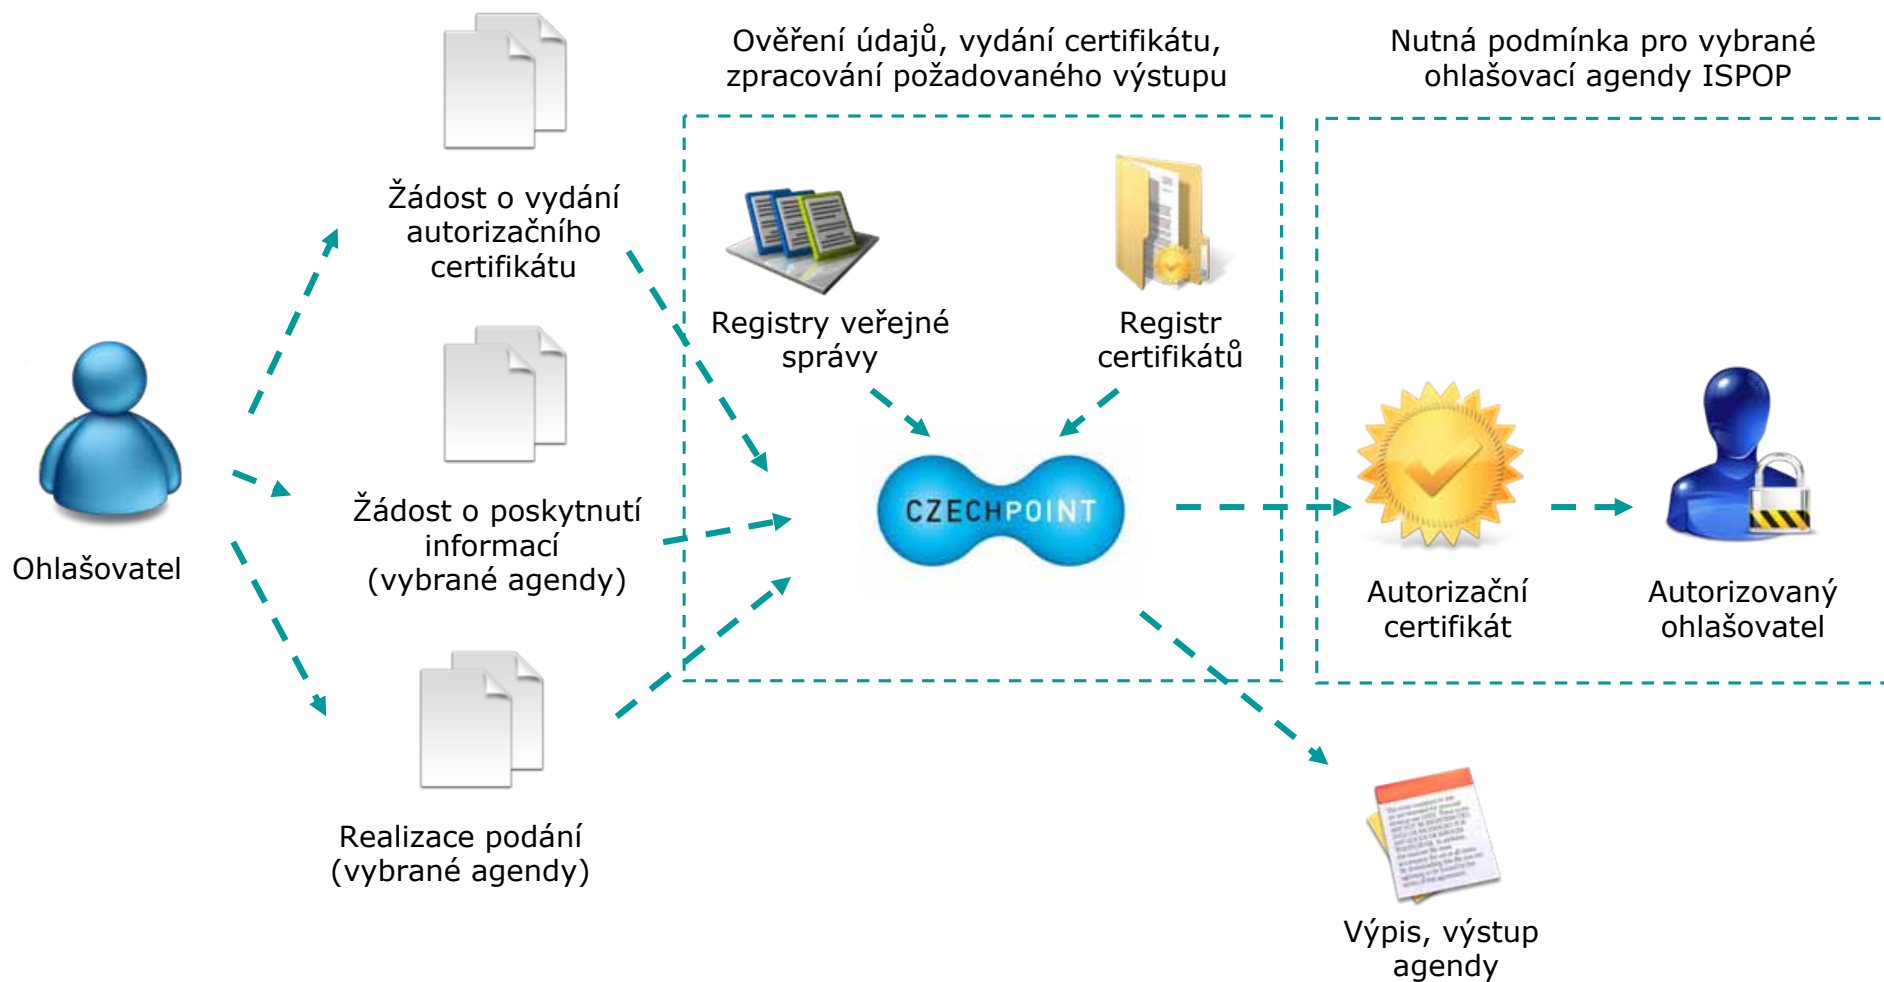 Ověření údajů, vydání certifikátu,
zpracování požadovaného výstupu
Nutná podmínka pro vybrané
ohlašovací agendy ISPOP
Žádost o vydání
autorizačního
certifikátu
Registry veřejné
správy
Registr
certifikátů
Ohlašovatel
Žádost o poskytnutí
informací
(vybrané agendy)
CZECHPOINT
Autorizační
certifikát
Autorizovaný
ohlašovatel
Realizace podání
(vybrané agendy)
Výpis, výstup
agendy